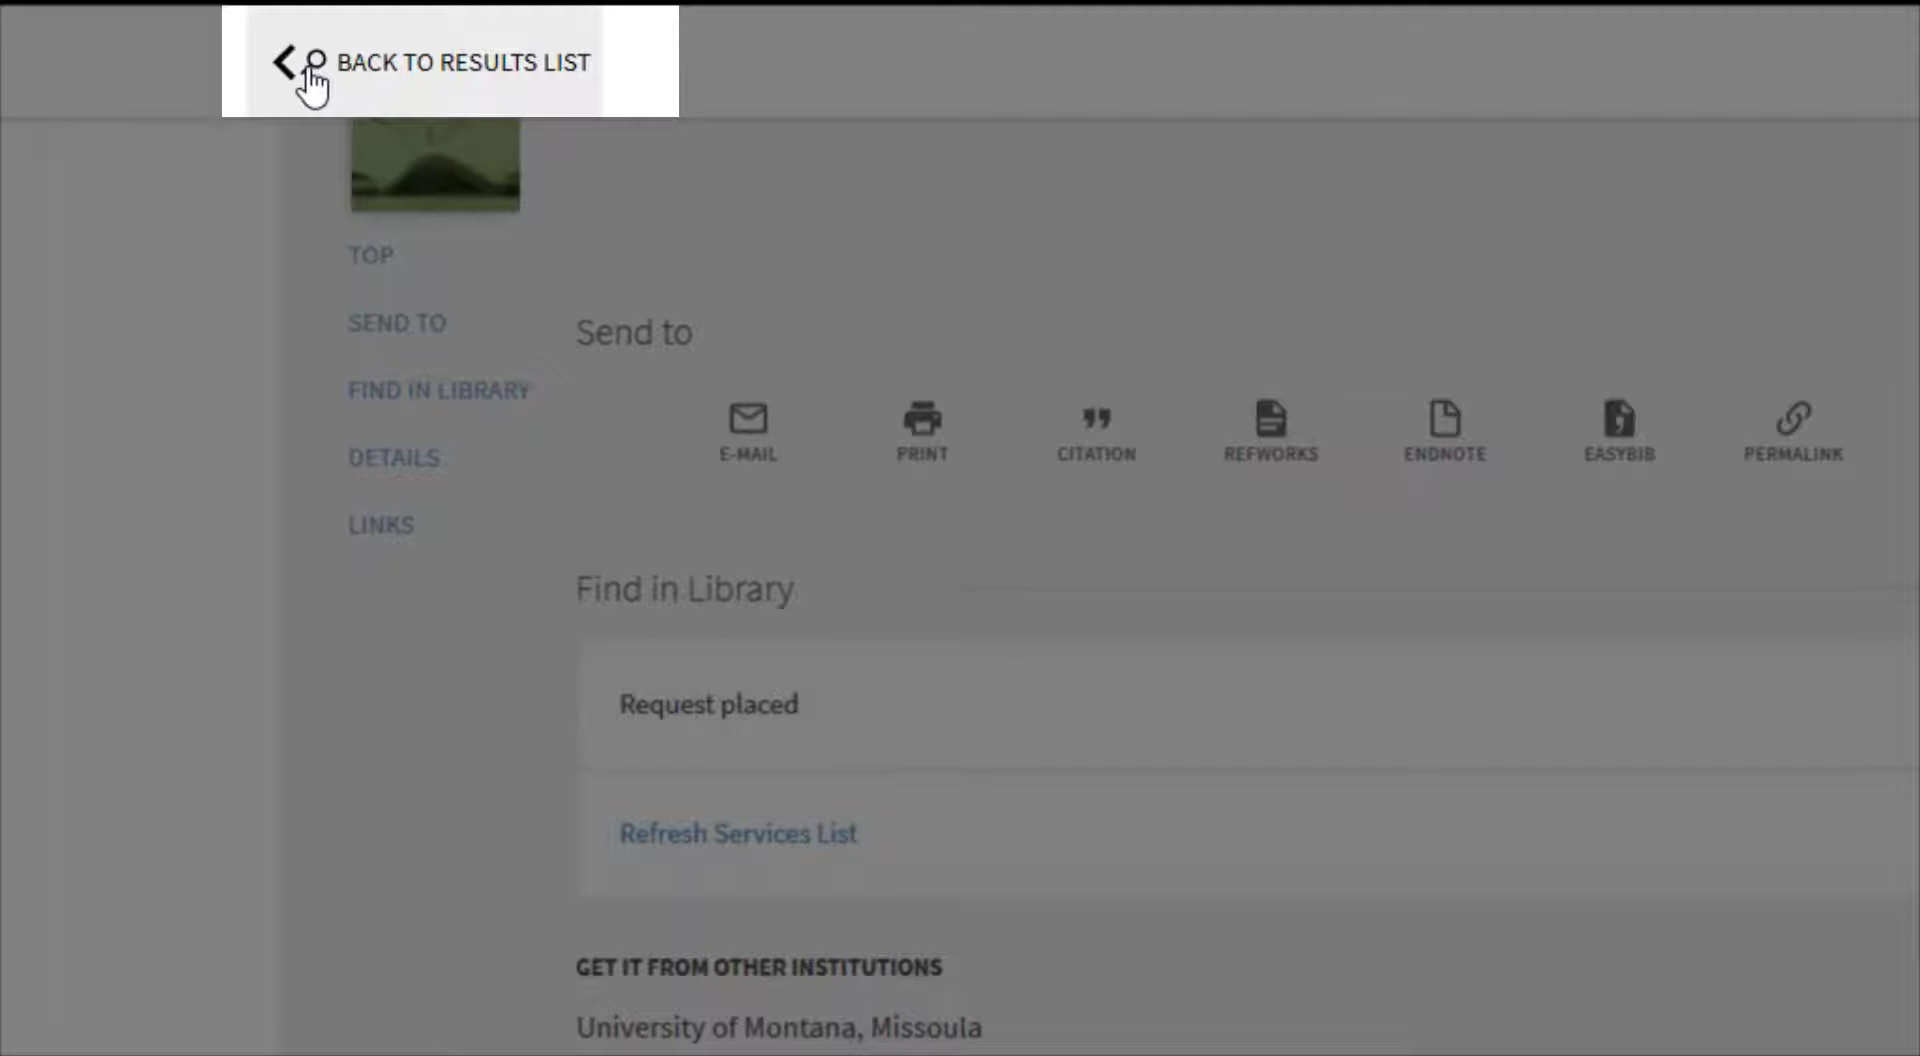 BACK TO RESULTS LIST
TOP
SEND TO
FIND IN LIBRARY
DETAILS
LINKS
Send to
E-MAIL
PRINT
CITATION
REFWORKS
ENDNOTE
EASYBIB
PERMALINK
Find in Library
Request placed
Refresh Services List
GET IT FROM OTHER INSTITUTIONS
University of Montana, Missoula